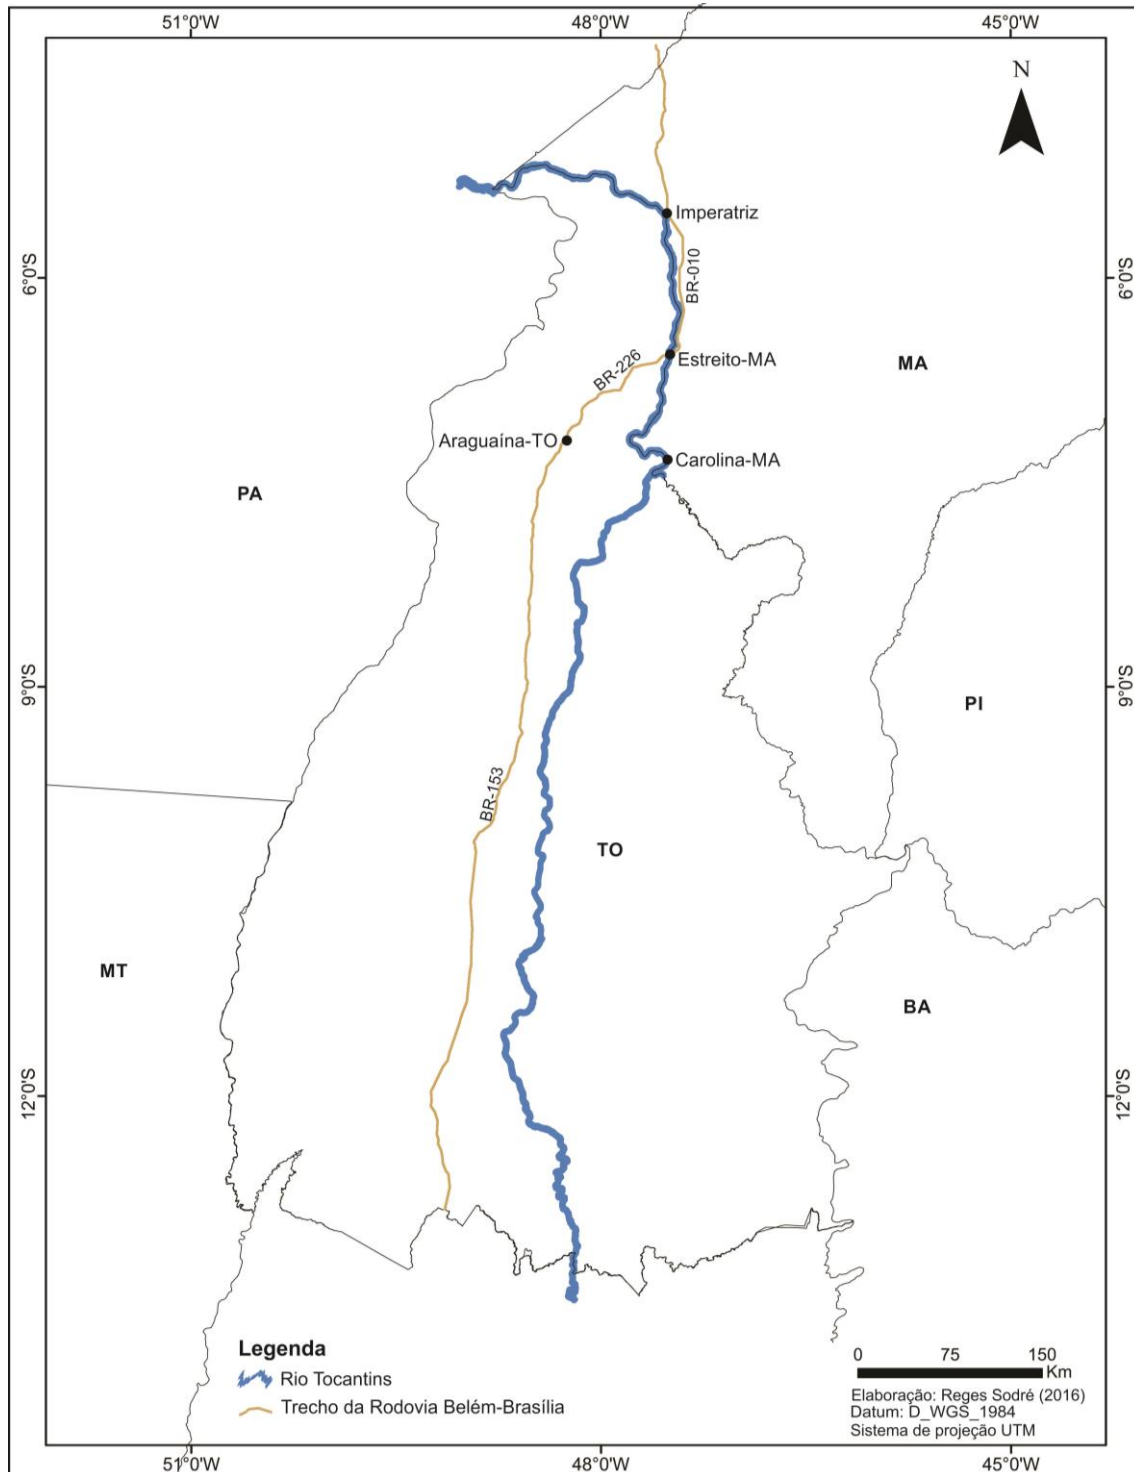 51°0'W
48°0'W
45°0'W
N
Imperatriz
6°0'S
6°0'S
BR-010
Estreito-MA
MA
BR-226
Araguaína-TO
Carolina-MA
PA
9°0'S
9°0'S
PI
BR-153
TO
MT
BA
12°0'S
12°0'S
Legenda
Rio Tocantins
Trecho da Rodovia Belém-Brasília
0 75 150
Km
Elaboração: Reges Sodré (2016)
Datum: D_WGS_1984
Sistema de projeção UTM
51°0'W
48°0'W
45°0'W